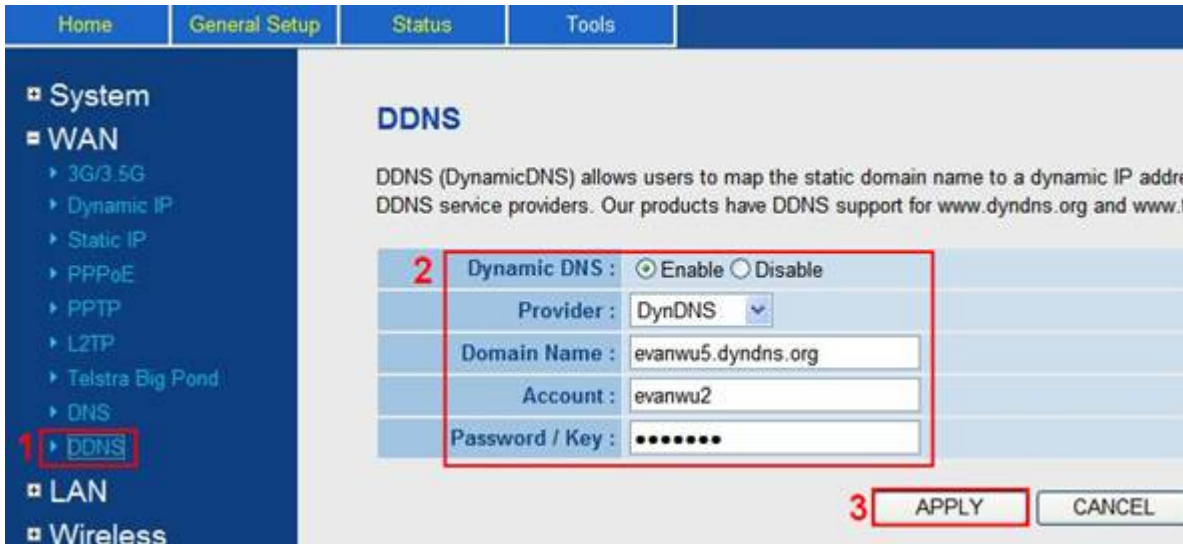 Home General Setup Status Tools
System
WAN
3G/3.5G
Dynamic IP
Static IP
PPPoE
PPTP
L2TP
Telstra Big Pond
DNS
1 DDNS
LAN
Wireless
DDNS
DDNS (DynamicDNS) allows users to map the static domain name to a dynamic IP addre
DDNS service providers. Our products have DDNS support for www.dyndns.org and www.
2 Dynamic DNS : Enable Disable
Provider : DynDNS
Domain Name : evanwu5.dyndns.org
Account : evanwu2
Password / Key : •••••••
3 APPLY CANCEL